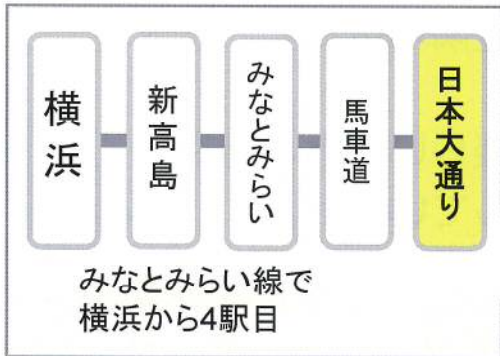 横浜
新高島
みなとみらい
馬車道
日本大通り
みなとみらい線で
横浜から4駅目